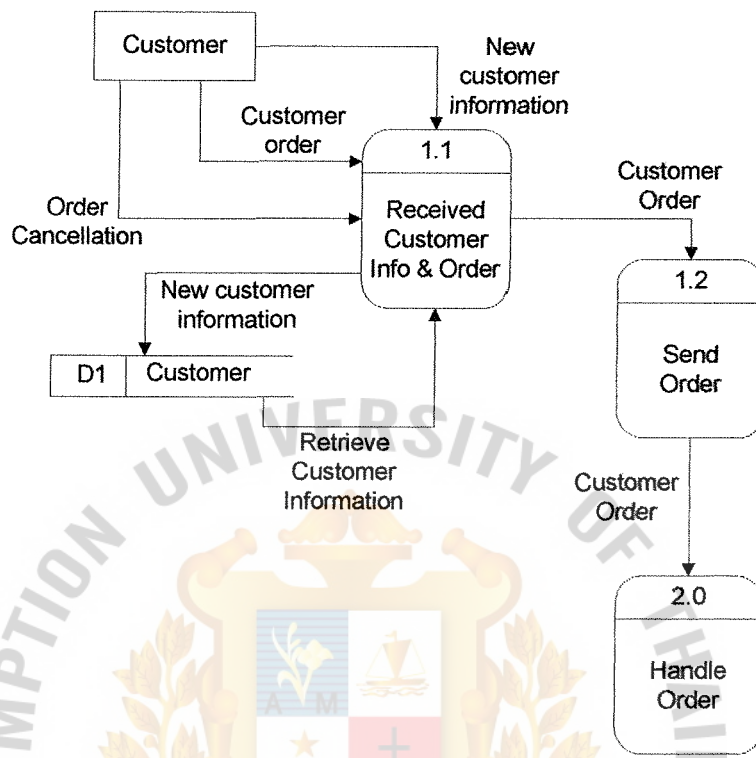 Customer
New
customer
information
Customer
order
1.1
Received
Customer
Info & Order
Customer
Order
Order
Cancellation
New customer
information
1.2
Send
Order
D1 Customer
Retrieve
Customer
Information
Customer
Order
2.0
Handle
Order
UNIVERSITY OF
A M